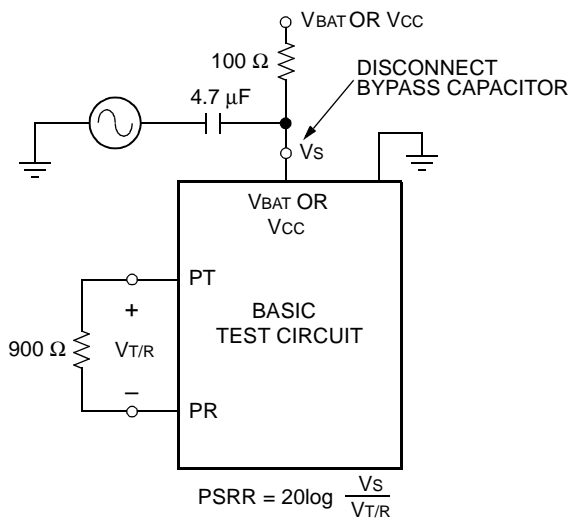 VBAT OR VCC
100 Ω
DISCONNECT
BYPASS CAPACITOR
4.7 µF
VS
VBAT OR
VCC
PT
+
BASIC
TEST CIRCUIT
900 Ω
VT/R
–
PR
PSRR = 20log VS
VT/R